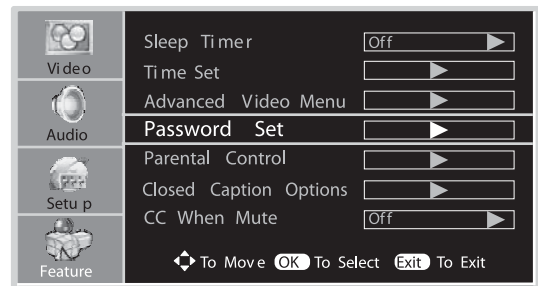 Video
Audio
Setup
Feature
Sleep Timer Off
Time Set
Advanced Video Menu
Password Set
Parental Control
Closed Caption Options
CC When Mute Off
To Move OK To Select Exit To Exit